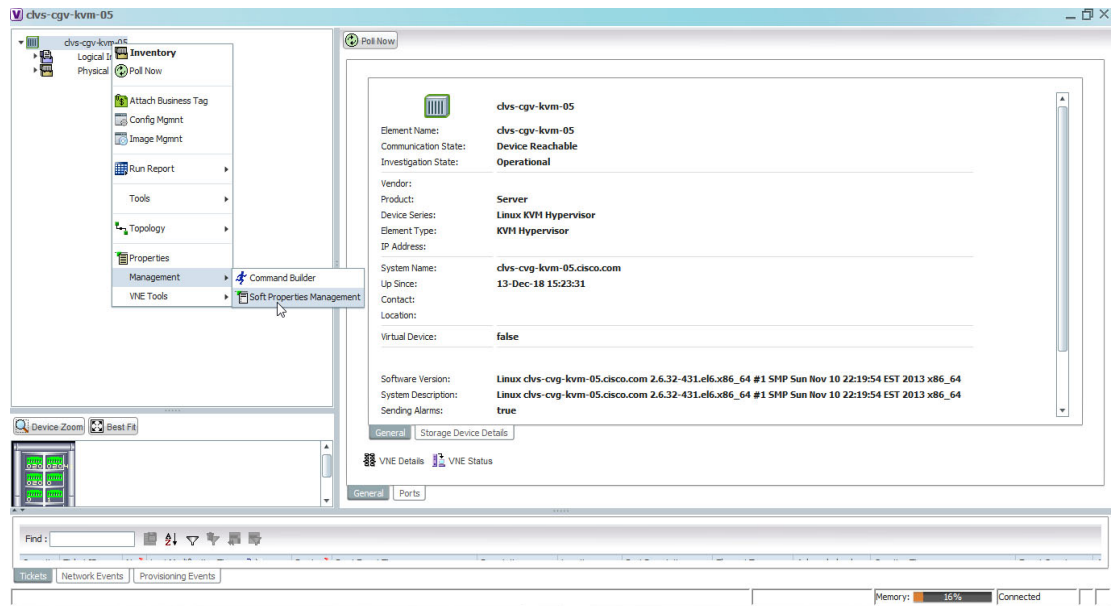 clvs-cgv-kvm-05
clvs-cgv-kvm-05
Logical In
Physical
Inventory
Poll Now
Attach Business Tag
Config Mgmnt
Image Mgmnt
Run Report
Tools
Topology
Properties
Management
VNE Tools
Command Builder
Soft Properties Management
Poll Now
clvs-cgv-kvm-05
Element Name: clvs-cgv-kvm-05
Communication State: Device Reachable
Investigation State: Operational
Vendor:
Product: Server
Device Series: Linux KVM Hypervisor
Element Type: KVM Hypervisor
IP Address:
System Name: clvs-cvg-kvm-05.cisco.com
Up Since: 13-Dec-18 15:23:31
Contact:
Location:
Virtual Device: false
Software Version: Linux clvs-cvg-kvm-05.cisco.com 2.6.32-431.el6.x86_64 #1 SMP Sun Nov 10 22:19:54 EST 2013 x86_64
System Description: Linux clvs-cvg-kvm-05.cisco.com 2.6.32-431.el6.x86_64 #1 SMP Sun Nov 10 22:19:54 EST 2013 x86_64
Sending Alarms: true
General Storage Device Details
VNE Details VNE Status
General Ports
Device Zoom Best Fit
Find :
Tickets Network Events Provisioning Events
Memory: 16% Connected